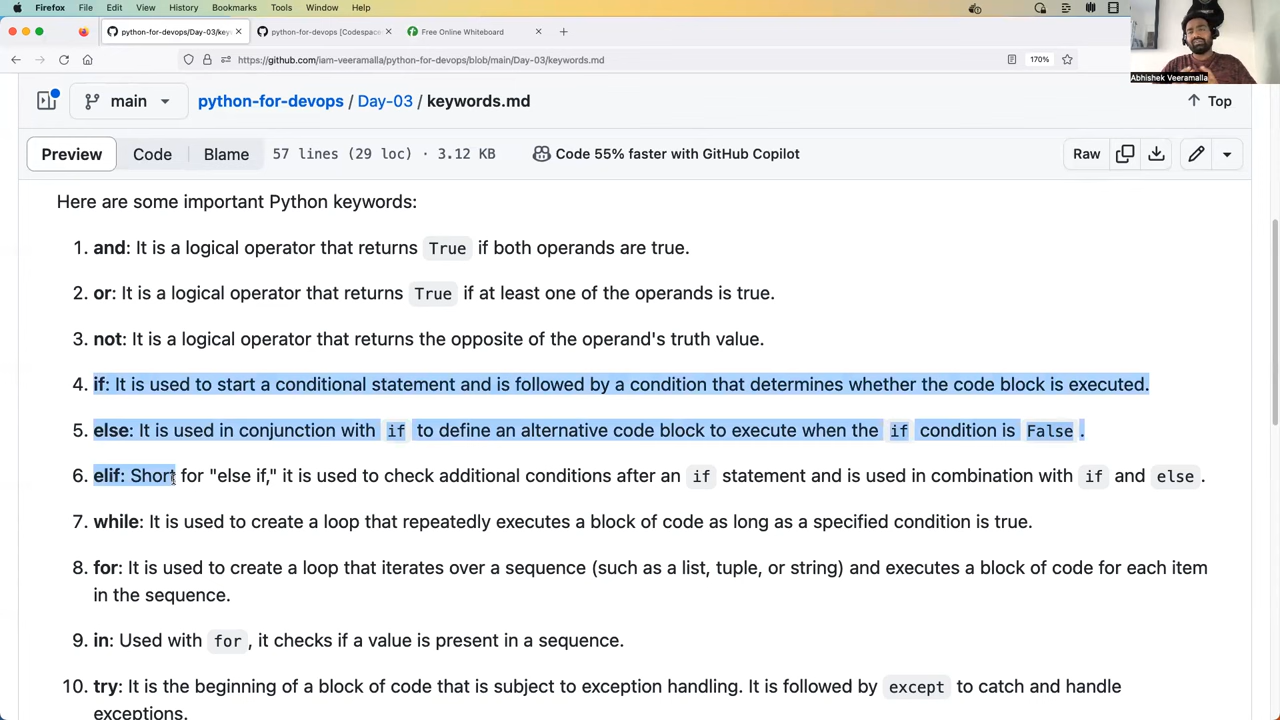 Firefox File Edit View History Bookmarks Tools Window Help
python-for-devops/Day-03/key
python-for-devops [Codespace
Free Online Whiteboard
https://github.com/iam-veeramalla/python-for-devops/blob/main/Day-03/keywords.md
170%
Abhishek Veeramalla
main python-for-devops / Day-03 / keywords.md Top
Preview Code Blame 57 lines (29 loc) · 3.12 KB Code 55% faster with GitHub Copilot Raw
Here are some important Python keywords:
1. and: It is a logical operator that returns True if both operands are true.
2. or: It is a logical operator that returns True if at least one of the operands is true.
3. not: It is a logical operator that returns the opposite of the operand's truth value.
4. if: It is used to start a conditional statement and is followed by a condition that determines whether the code block is executed.
5. else: It is used in conjunction with if to define an alternative code block to execute when the if condition is False .
6. elif: Short for "else if," it is used to check additional conditions after an if statement and is used in combination with if and else.
7. while: It is used to create a loop that repeatedly executes a block of code as long as a specified condition is true.
8. for: It is used to create a loop that iterates over a sequence (such as a list, tuple, or string) and executes a block of code for each item
in the sequence.
9. in: Used with for, it checks if a value is present in a sequence.
10. try: It is the beginning of a block of code that is subject to exception handling. It is followed by except to catch and handle
exceptions.